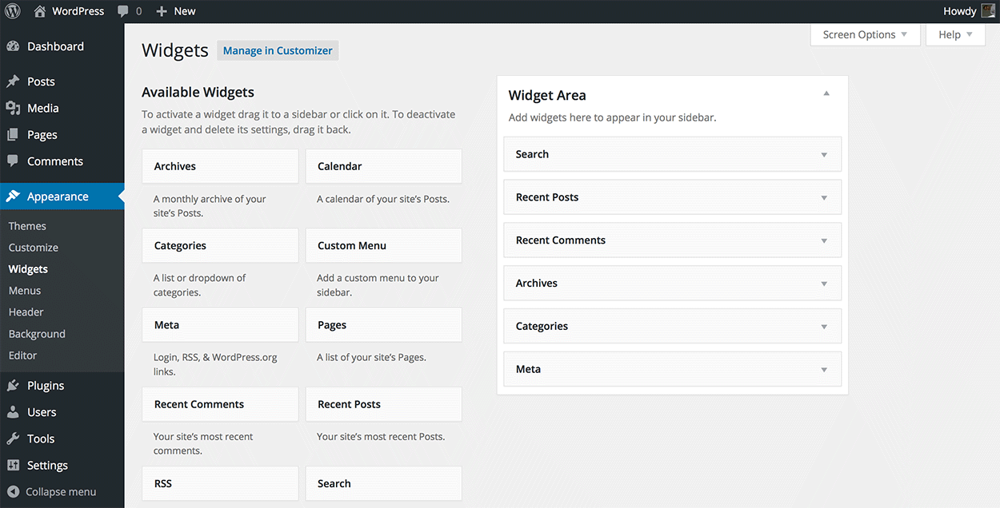 WordPress 0 New Howdy
Dashboard
Posts
Media
Pages
Comments
Appearance
Themes
Customize
Widgets
Menus
Header
Background
Editor
Plugins
Users
Tools
Settings
Collapse menu
Screen Options Help
Widgets Manage in Customizer
Available Widgets
To activate a widget drag it to a sidebar or click on it. To deactivate
a widget and delete its settings, drag it back.
Archives
A monthly archive of your
site's Posts.
Calendar
A calendar of your site's Posts.
Categories
A list or dropdown of
categories.
Custom Menu
Add a custom menu to your
sidebar.
Meta
Login, RSS, & WordPress.org
links.
Pages
A list of your site's Pages.
Recent Comments
Your site's most recent
comments.
Recent Posts
Your site's most recent Posts.
RSS
Search
Widget Area
Add widgets here to appear in your sidebar.
Search
Recent Posts
Recent Comments
Archives
Categories
Meta